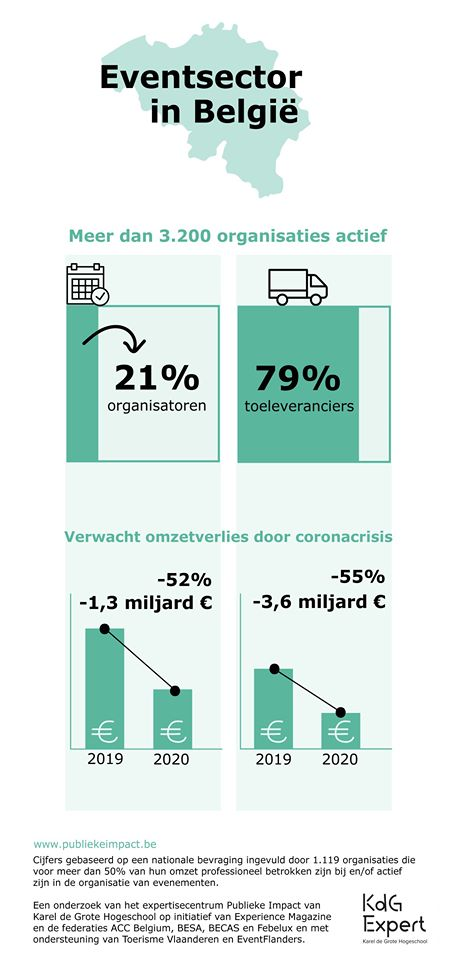 Eventsector
in België
Meer dan 3.200 organisaties actief
21%
organisatoren
79%
toeleveranciers
Verwacht omzetverlies door coronacrisis
-52%
-1,3 miljard €
€
€
2019
2020
-55%
-3,6 miljard €
€
€
2019
2020
www.publiekeimpact.be
Cijfers gebaseerd op een nationale bevraging ingevuld door 1.119 organisaties die
voor meer dan 50% van hun omzet professioneel betrokken zijn bij en/of actief
zijn in de organisatie van evenementen.
Een onderzoek van het expertisecentrum Publieke Impact van
Karel de Grote Hogeschool op initiatief van Experience Magazine
en de federaties ACC Belgium, BESA, BECAS en Febelux en met
ondersteuning van Toerisme Vlaanderen en EventFlanders.
KdG
Expert
Karel de Grote Hogeschool